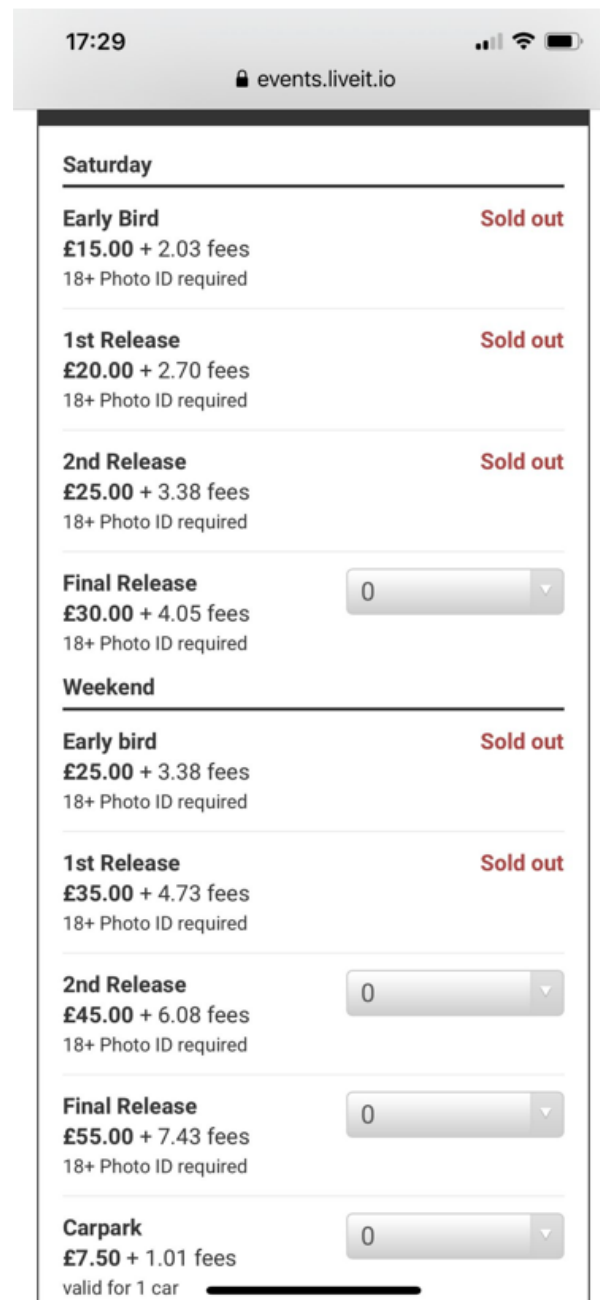 17:29
events.liveit.io
Saturday
Early Bird
Sold out
£15.00 + 2.03 fees
18+ Photo ID required
1st Release
Sold out
£20.00 + 2.70 fees
18+ Photo ID required
2nd Release
Sold out
£25.00 + 3.38 fees
18+ Photo ID required
Final Release
0
£30.00 + 4.05 fees
18+ Photo ID required
Weekend
Early bird
Sold out
£25.00 + 3.38 fees
18+ Photo ID required
1st Release
Sold out
£35.00 + 4.73 fees
18+ Photo ID required
2nd Release
0
£45.00 + 6.08 fees
18+ Photo ID required
Final Release
0
£55.00 + 7.43 fees
18+ Photo ID required
Carpark
0
£7.50 + 1.01 fees
valid for 1 car